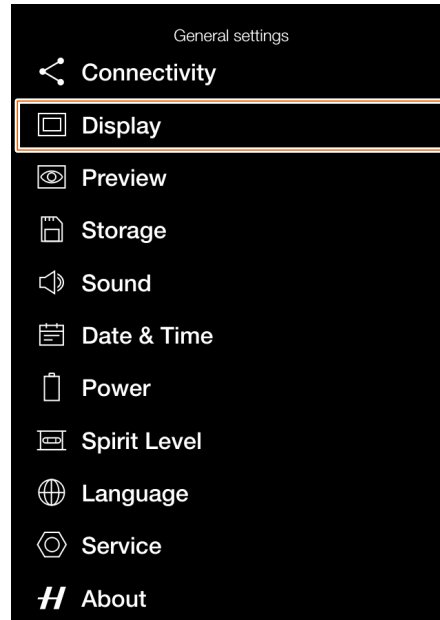 General settings
Connectivity
Display
Preview
Storage
Sound
Date & Time
Power
Spirit Level
Language
Service
About